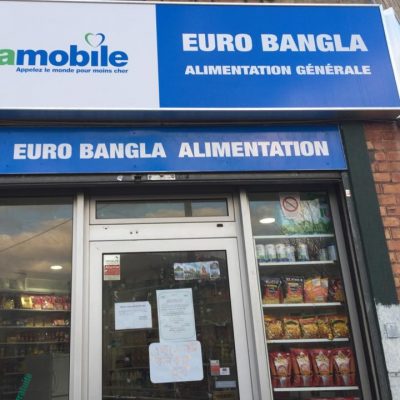 amobile
Appelez le monde pour moins cher
EURO BANGLA
ALIMENTATION GÉNÉRALE
EURO BANGLA ALIMENTATION